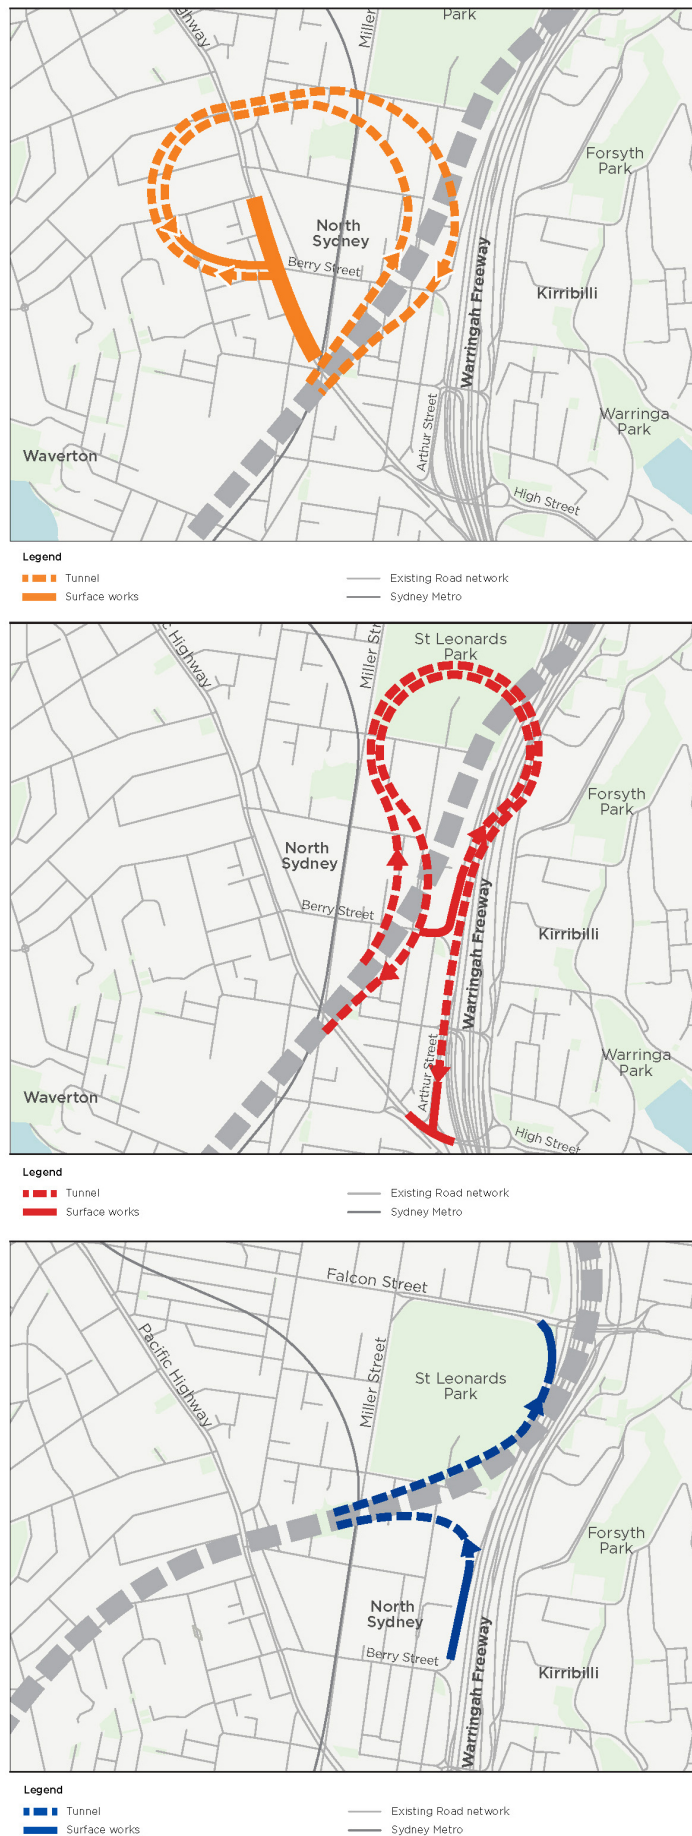 ghway
Miller
Park
Forsyth
Park
North
Sydney
Berry Street
Warringah Freeway
Kirribilli
Arthur Street
Warringa
Park
Waverton
High Street
Legend
Tunnel
Existing Road network
Surface works
Sydney Metro
c Highway
Miller Str
St Leonards
Park
Forsyth
Park
North
Sydney
Berry Street
Warringah Freeway
Kirribilli
Arthur Street
Warringa
Park
Waverton
High Street
Legend
Tunnel
Existing Road network
Surface works
Sydney Metro
Falcon Street
Pacific Highway
Miller Street
St Leonards
Park
Forsyth
Park
North
Sydney
Berry Street
Warringah Freeway
Kirribilli
Legend
Tunnel
Existing Road network
Surface works
Sydney Metro